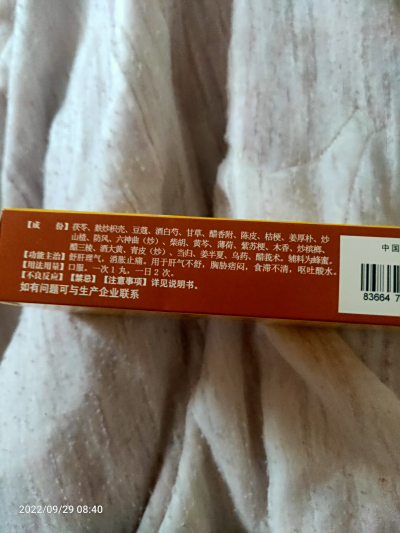 【成　份】茯苓、麸炒枳壳、豆蔻、酒白芍、甘草、醋香附、陈皮、桔梗、姜厚朴、炒
山楂、防风、六神曲（炒）、柴胡、黄芩、薄荷、紫苏梗、木香、炒槟榔、
醋三棱、酒大黄、青皮（炒）、当归、姜半夏、乌药、醋莪术。辅料为蜂蜜。
【功能主治】舒肝理气，消胀止痛。用于肝气不舒，胸胁痞闷，食滞不清，呕吐酸水。
【用法用量】口服，一次1丸，一日2次。
【不良反应】【禁忌】【注意事项】详见说明书。
如有问题可与生产企业联系
中国
83664 7
2022/09/29 08:40